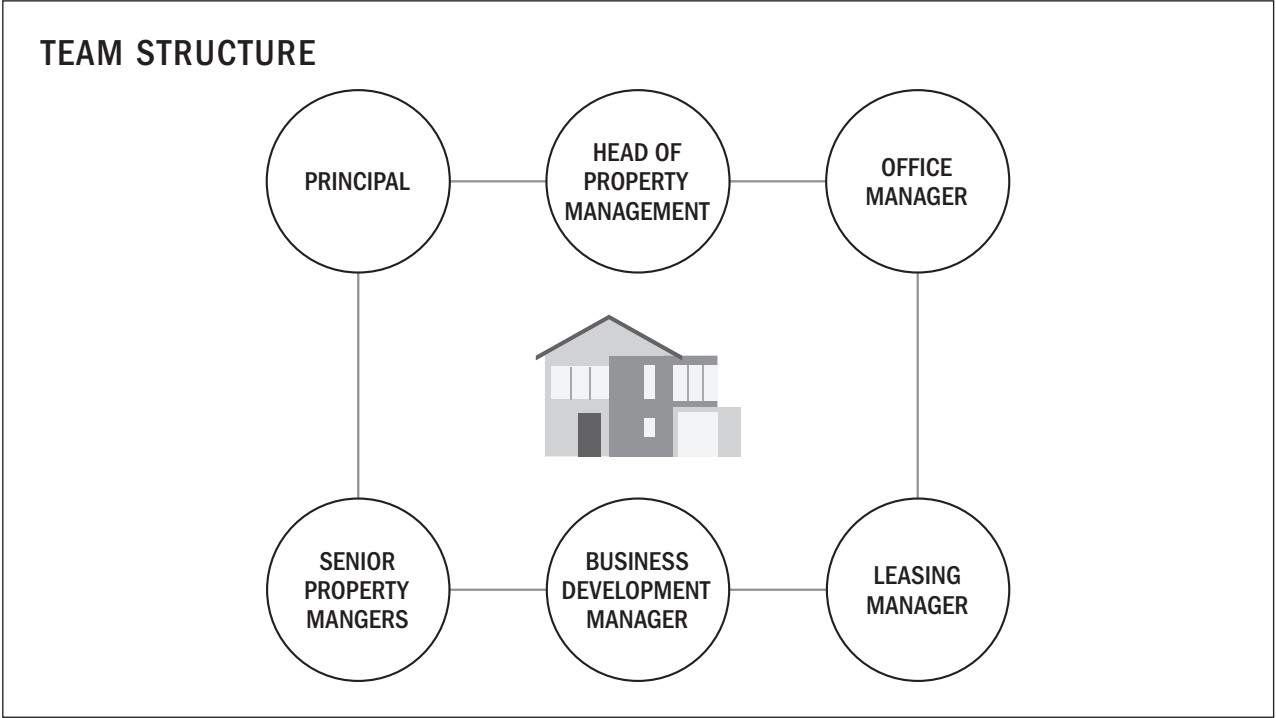 TEAM STRUCTURE
PRINCIPAL
HEAD OF
PROPERTY
MANAGEMENT
OFFICE
MANAGER
SENIOR
PROPERTY
MANGERS
BUSINESS
DEVELOPMENT
MANAGER
LEASING
MANAGER